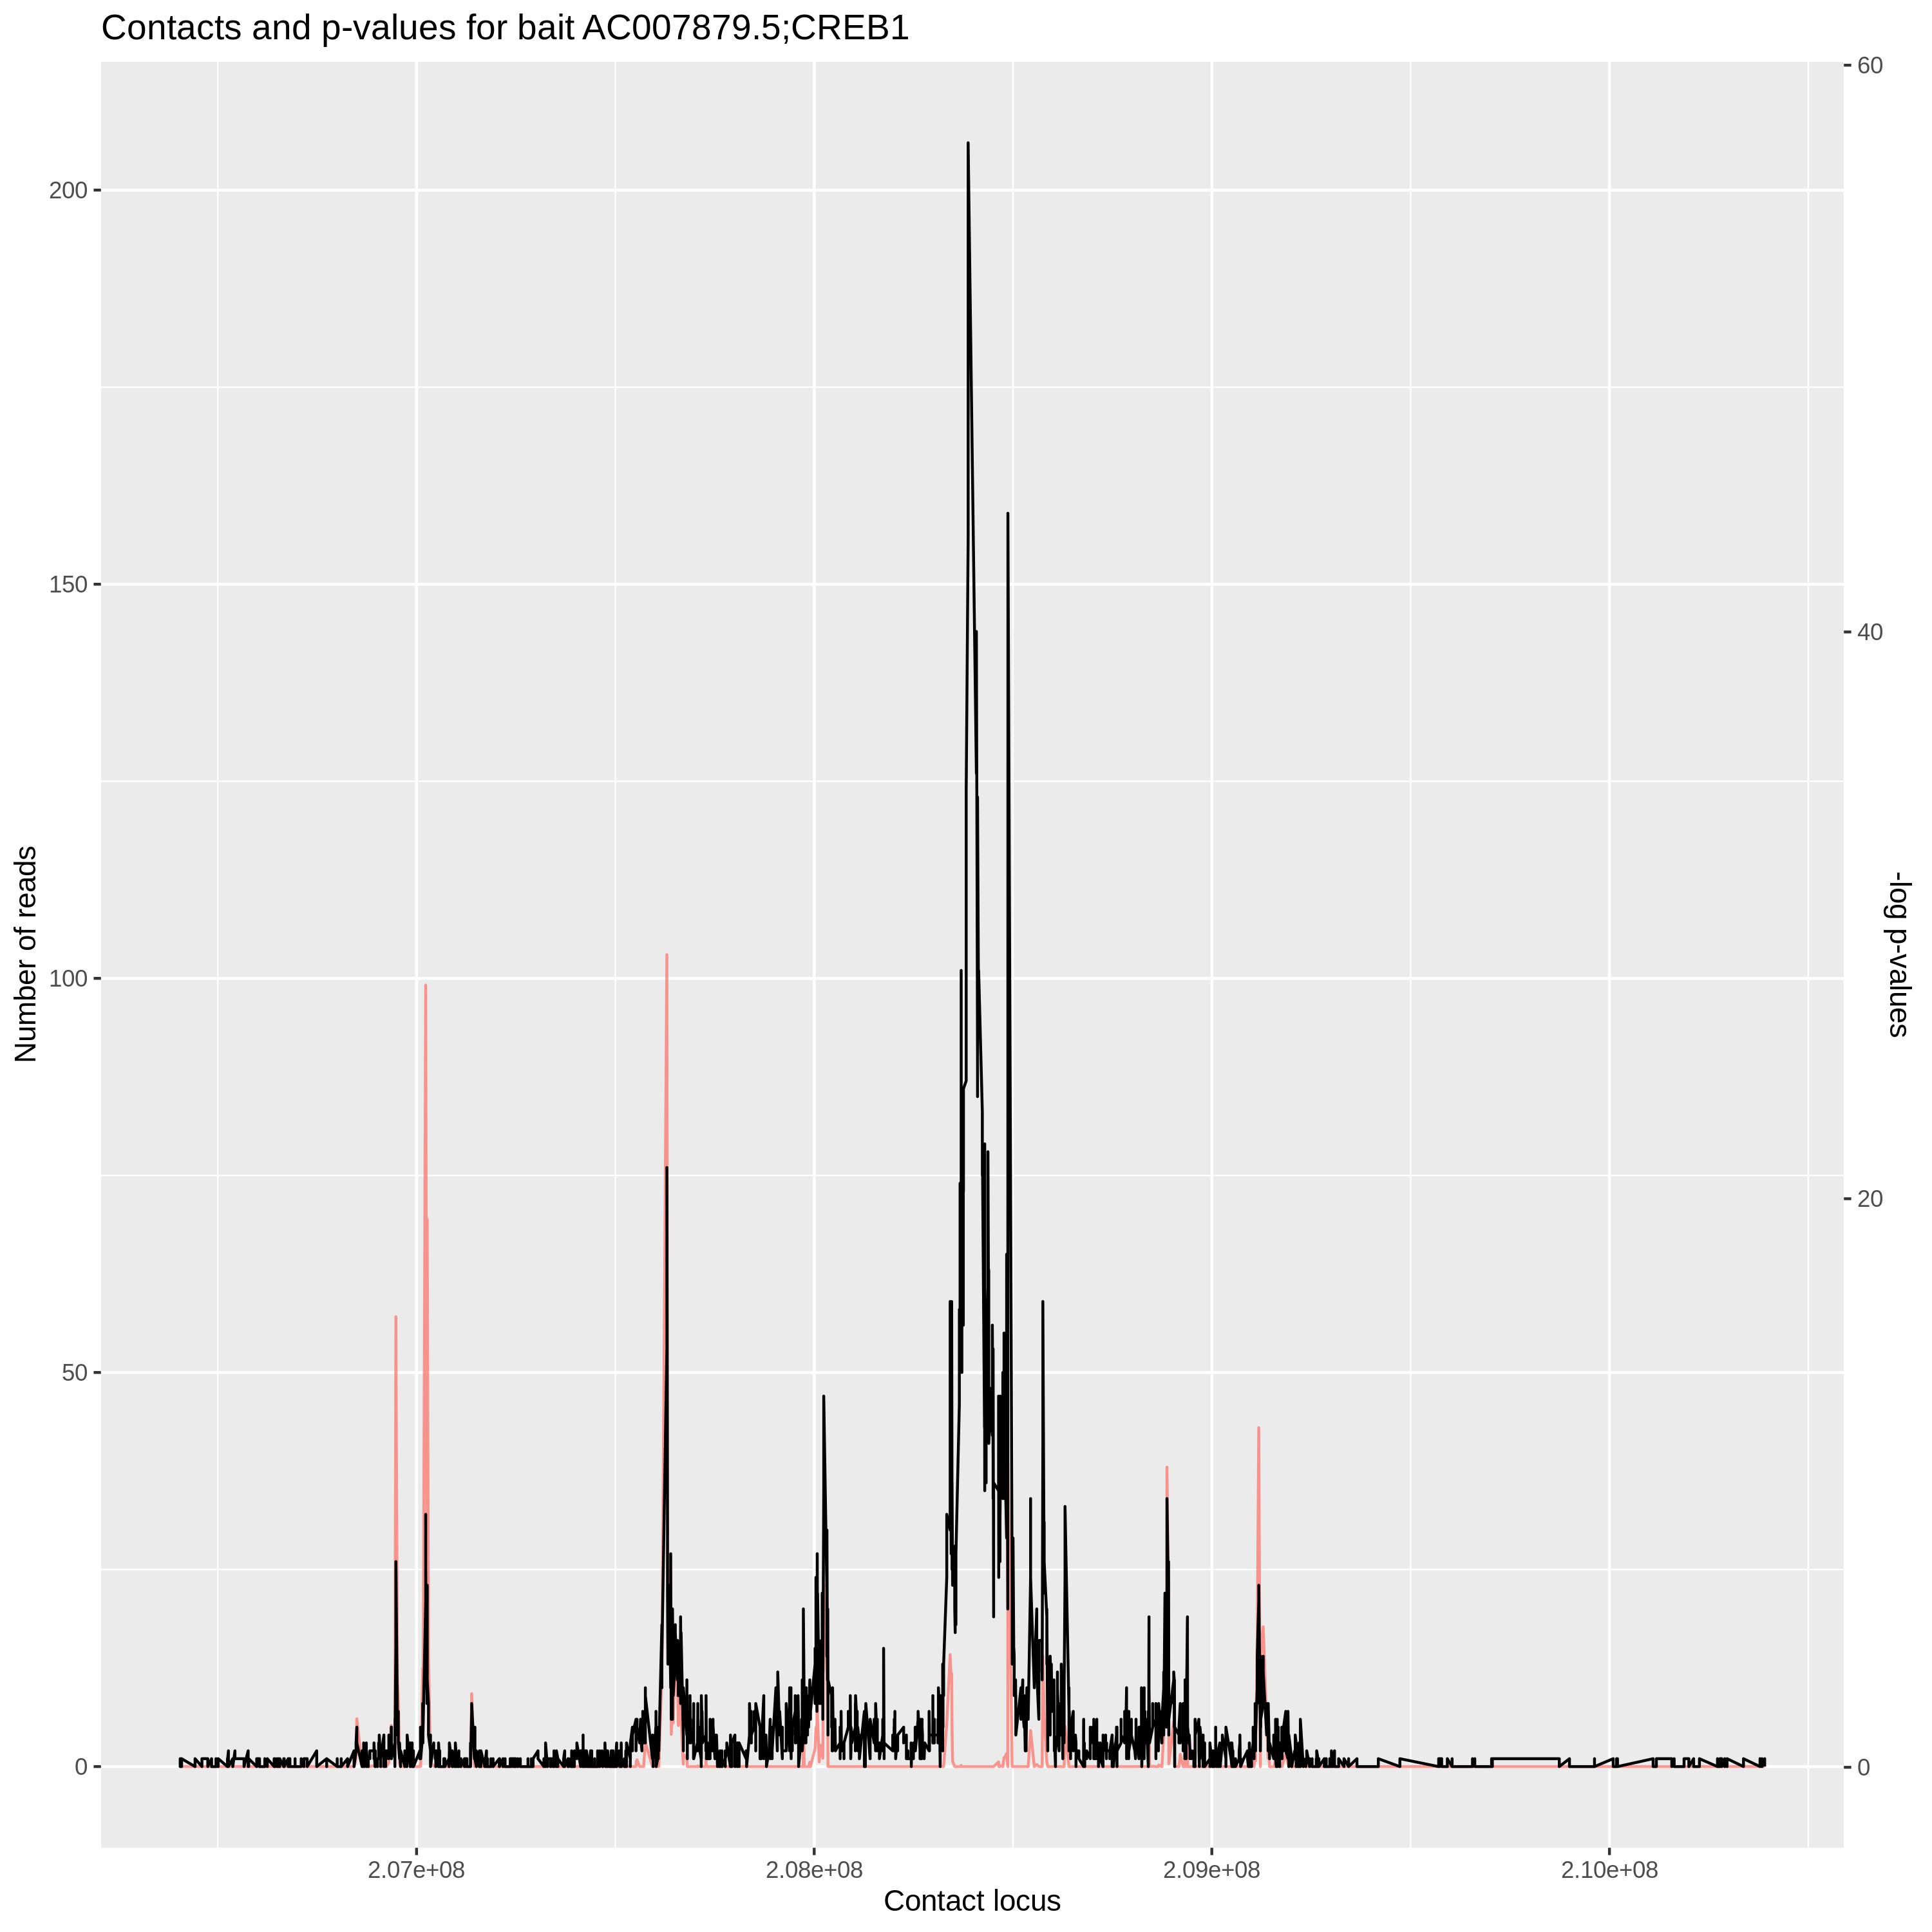 Contacts and p-values for bait AC007879.5;CREB1
60
200
150
40
Number of reads
-log p-values
100
20
50
0
0
2.07e+08
2.08e+08
2.09e+08
2.10e+08
Contact locus